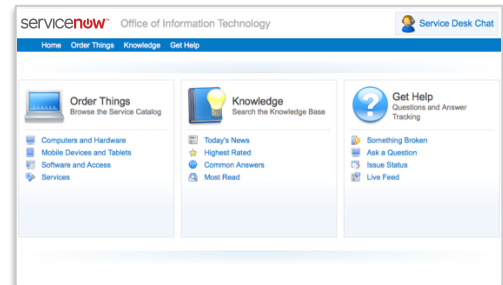 servicenow™ Office of Information Technology
Service Desk Chat
Home Order Things Knowledge Get Help
Order Things
Browse the Service Catalog
Computers and Hardware
Mobile Devices and Tablets
Software and Access
Services
Knowledge
Search the Knowledge Base
Today's News
Highest Rated
Common Answers
Most Read
Get Help
Questions and Answer
Tracking
Something Broken
Ask a Question
Issue Status
Live Feed